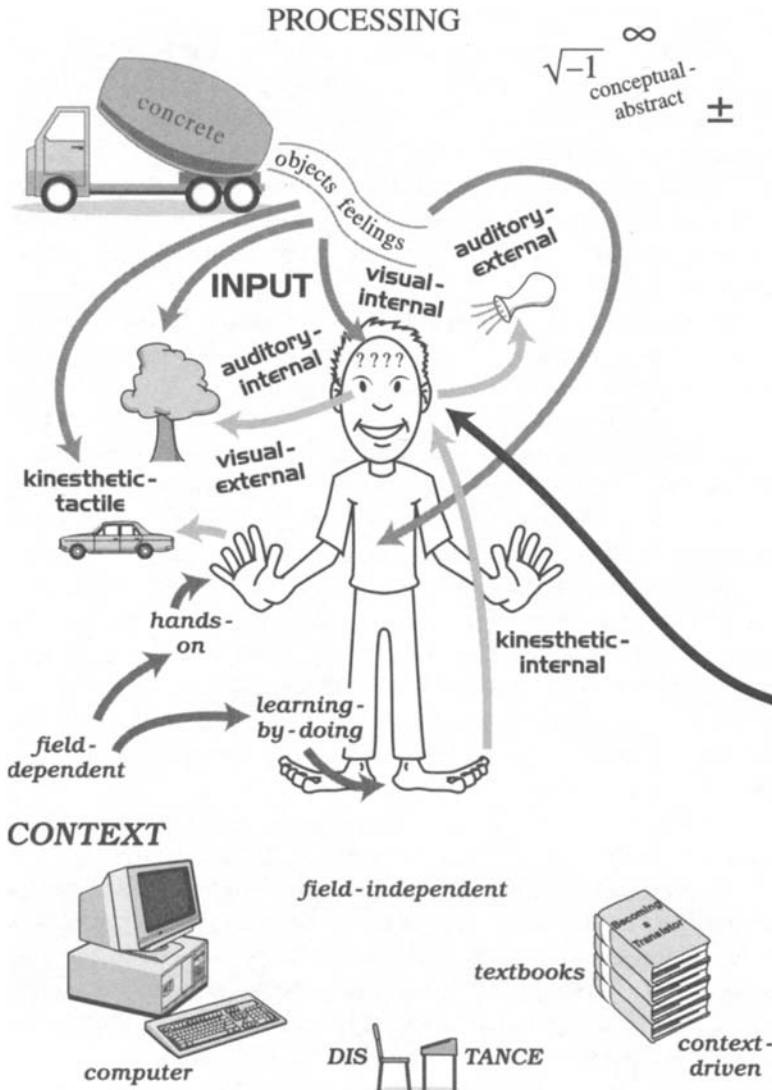 PROCESSING
∞
√-1
conceptual-
abstract
±
concrete
objects
feelings
auditory-
external
visual-
internal
INPUT
????
auditory-
internal
visual-
external
kinesthetic-
tactile
hands-
on
kinesthetic-
internal
learning-
by-doing
field-
dependent
CONTEXT
field-independent
Becoming
a
Translator
textbooks
computer
DIS TANCE
context-
driven